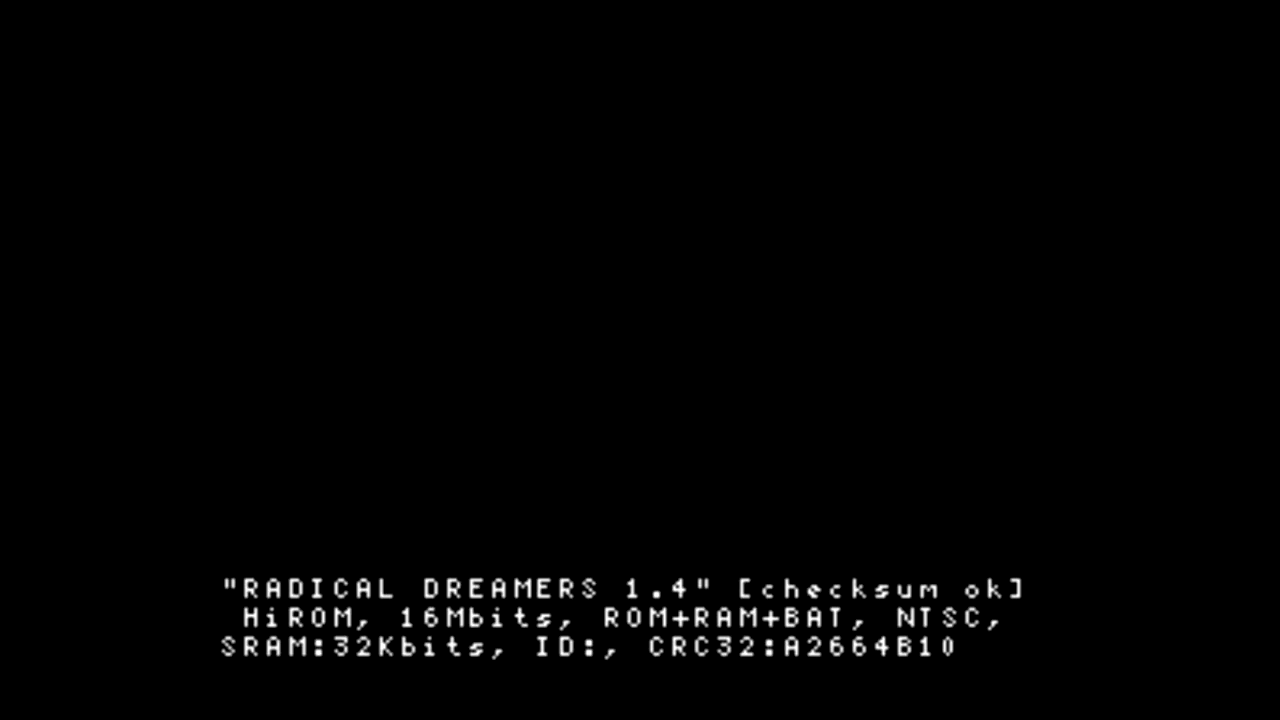 "RADICAL DREAMERS 1.4" [checksum ok]
HiROM, 16Mbits, ROM+RAM+BAT, NTSC,
SRAM:32Kbits, ID:, CRC32:A2664B10